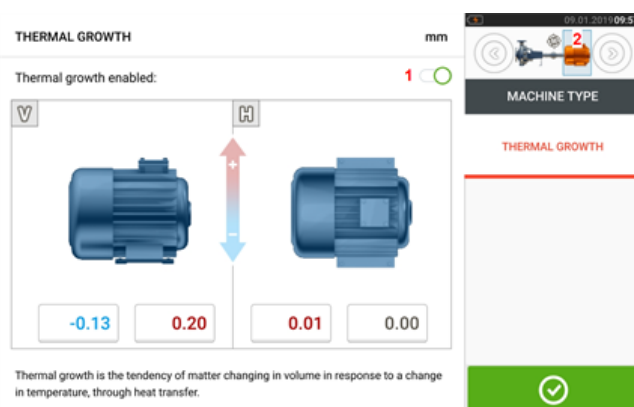 THERMAL GROWTH mm
Thermal growth enabled: 1
V H
+
−
-0.13 0.20 0.01 0.00
Thermal growth is the tendency of matter changing in volume in response to a change
in temperature, through heat transfer.
09.01.2019 09:5
2
MACHINE TYPE
THERMAL GROWTH